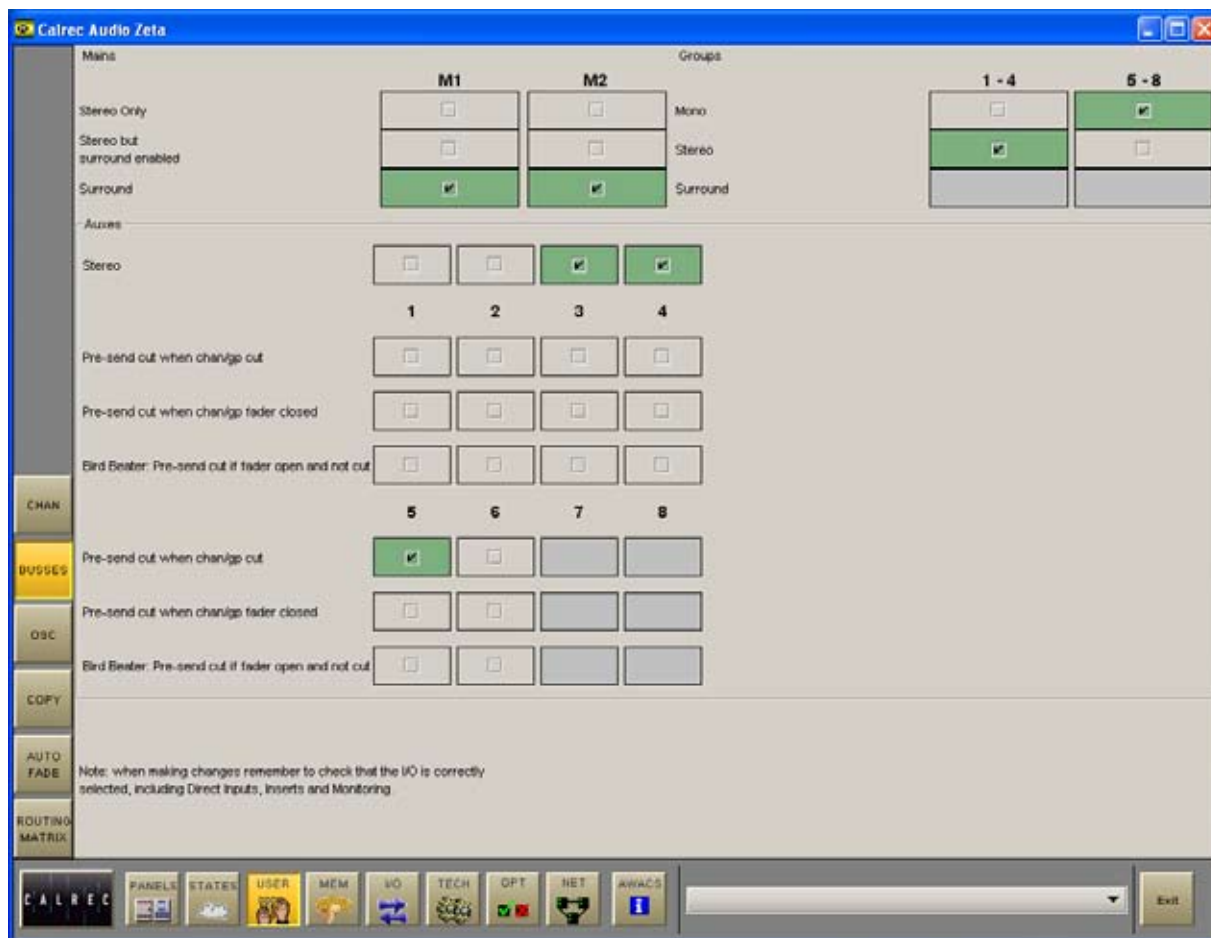 Calrec Audio Zeta
Mains
Groups
M1 M2
1 - 4 5 - 8
Stereo Only
Mono
Stereo but
surround enabled
Stereo
Surround
Surround
Auxes
Stereo
1 2 3 4
Pre-send cut when chan/gp cut
Pre-send cut when chan/gp fader closed
Bird Beater: Pre-send cut if fader open and not cut
5 6 7 8
Pre-send cut when chan/gp cut
Pre-send cut when chan/gp fader closed
Bird Beater: Pre-send cut if fader open and not cut
CHAN
BUSSES
OSC
COPY
AUTO
FADE
ROUTING
MATRIX
Note: when making changes remember to check that the I/O is correctly
selected, including Direct Inputs, Inserts and Monitoring.
CALREC PANELS STATES USER MEM I/O TECH OPT NET AWACS Exit